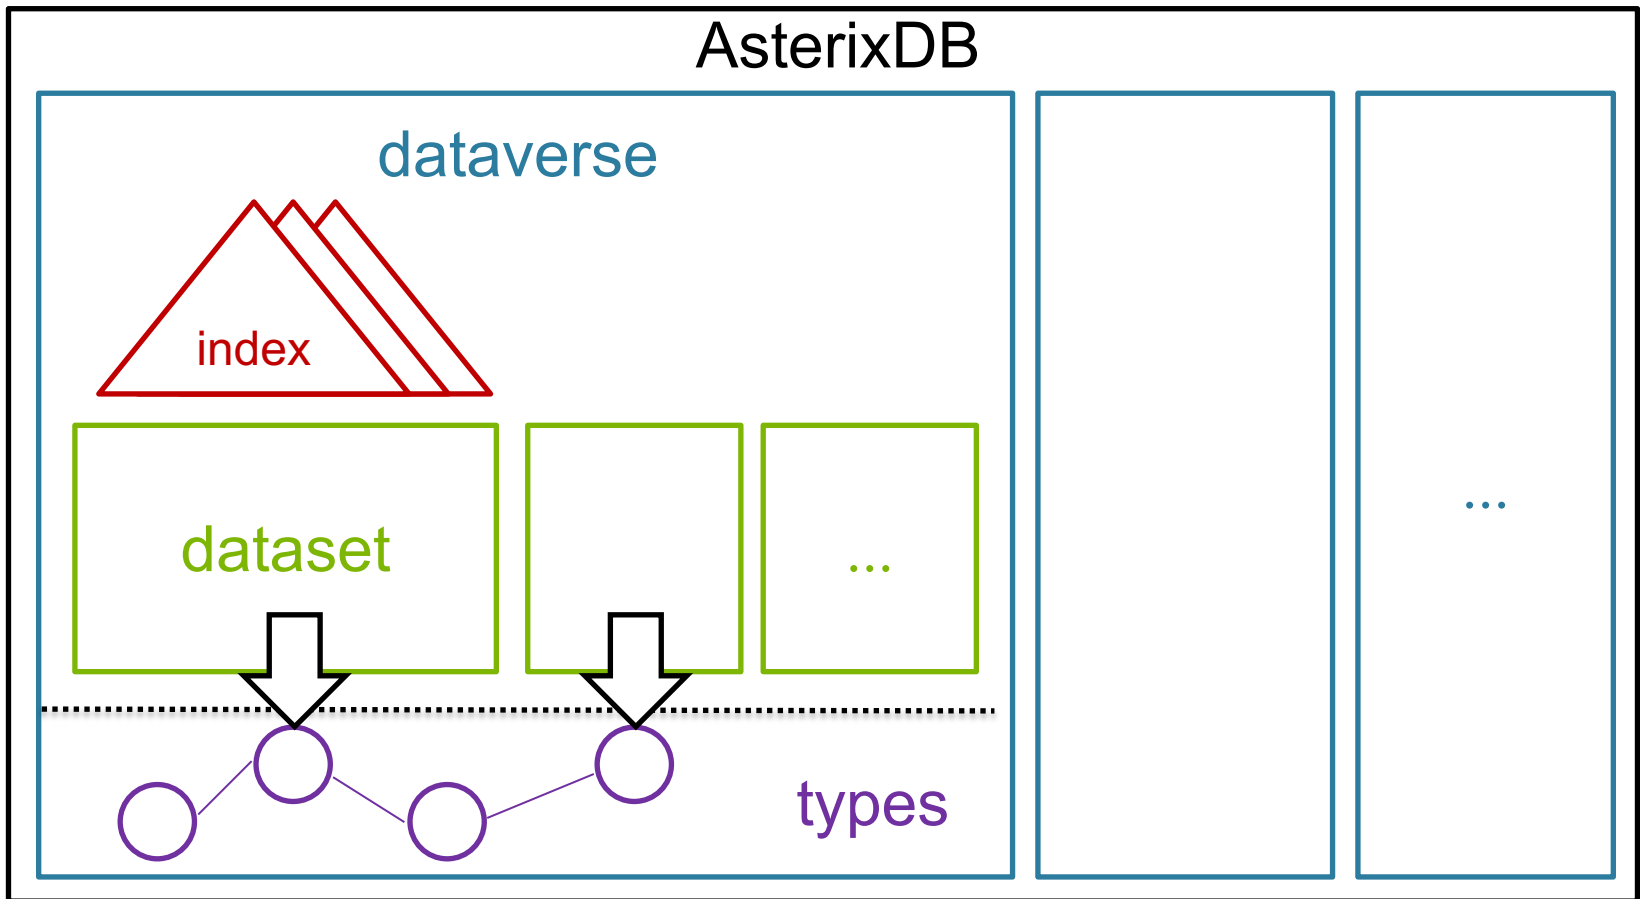 AsterixDB
dataverse
index
dataset
...
...
types